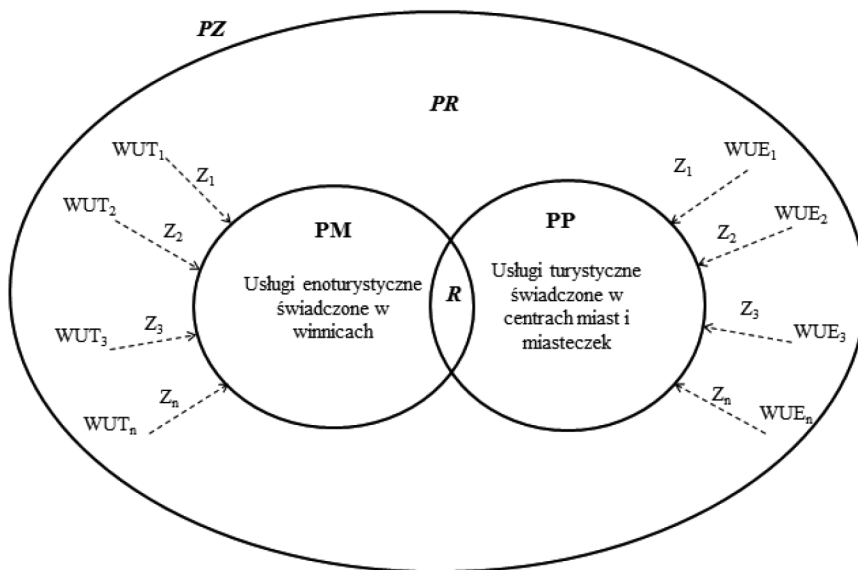 PZ
PR
WUT₁
Z₁
WUT₂
Z₂
WUT₃
Z₃
WUTₙ
Zₙ
PM
Usługi enoturystyczne
świadczone w
winnicach
R
PP
Usługi turystyczne
świadczone w
centrach miast i
miasteczek
WUE₁
Z₁
WUE₂
Z₂
WUE₃
Z₃
WUEₙ
Zₙ